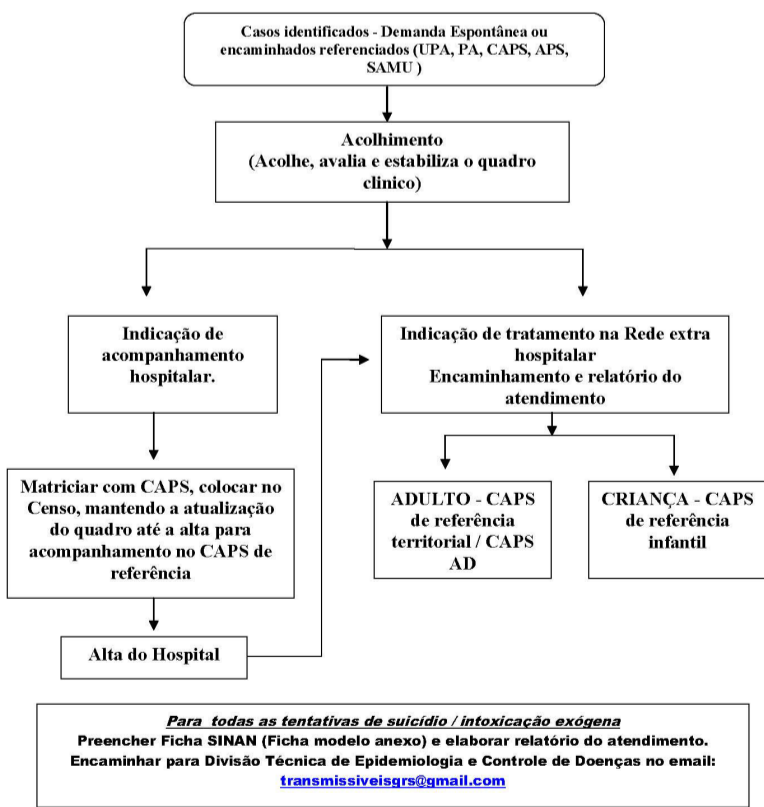 Casos identificados - Demanda Espontânea ou
encaminhados referenciados (UPA, PA, CAPS, APS,
SAMU )
Acolhimento
(Acolhe, avalia e estabiliza o quadro
clinico)
Indicação de
acompanhamento
hospitalar.
Indicação de tratamento na Rede extra
hospitalar
Encaminhamento e relatório do
atendimento
Matriciar com CAPS, colocar no
Censo, mantendo a atualização
do quadro até a alta para
acompanhamento no CAPS de
referência
ADULTO - CAPS
de referência
territorial / CAPS
AD
CRIANÇA - CAPS
de referência
infantil
Alta do Hospital
Para todas as tentativas de suicídio / intoxicação exógena
Preencher Ficha SINAN (Ficha modelo anexo) e elaborar relatório do atendimento.
Encaminhar para Divisão Técnica de Epidemiologia e Controle de Doenças no email:
transmissiveisgrs@gmail.com